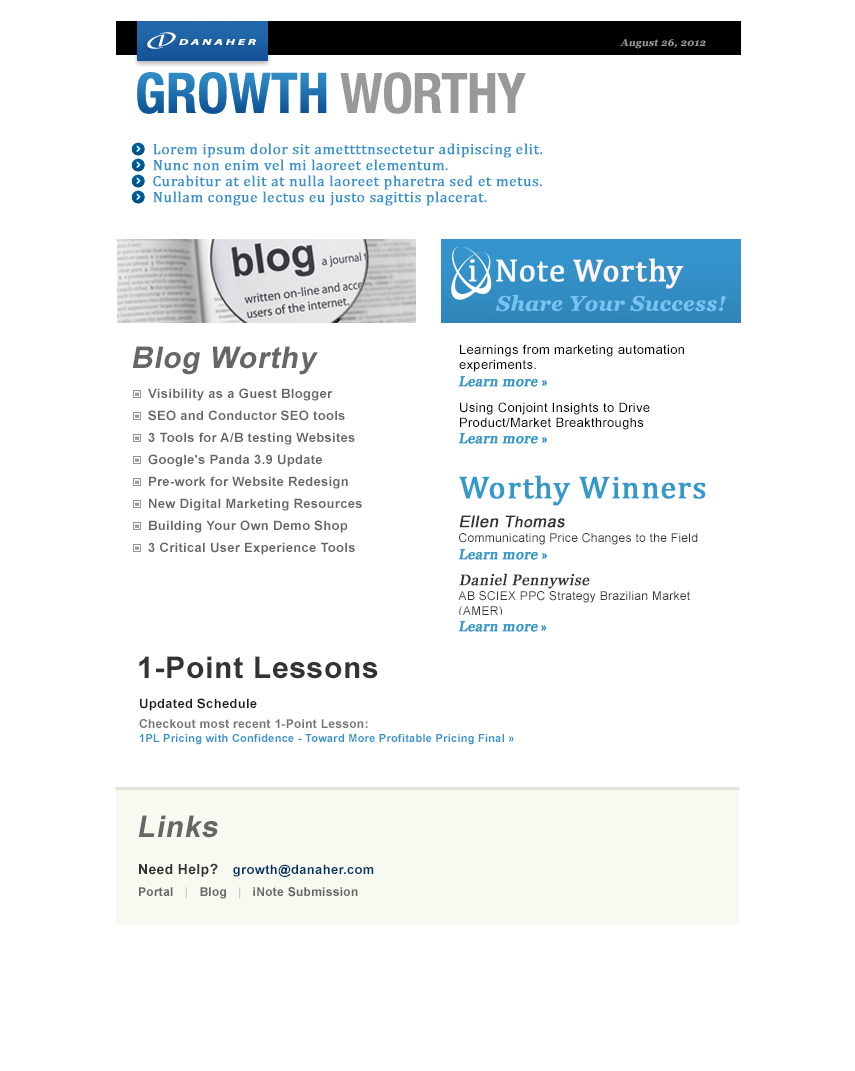 DANAHER
August 26, 2012
GROWTH WORTHY
Lorem ipsum dolor sit amettttnsectetur adipiscing elit.
Nunc non enim vel mi laoreet elementum.
Curabitur at elit at nulla laoreet pharetra sed et metus.
Nullam congue lectus eu justo sagittis placerat.
blog a journal
written on-line and acce
users of the internet.
Blog Worthy
Visibility as a Guest Blogger
SEO and Conductor SEO tools
3 Tools for A/B testing Websites
Google's Panda 3.9 Update
Pre-work for Website Redesign
New Digital Marketing Resources
Building Your Own Demo Shop
3 Critical User Experience Tools
i Note Worthy
Share Your Success!
Learnings from marketing automation
experiments.
Learn more »
Using Conjoint Insights to Drive
Product/Market Breakthroughs
Learn more »
Worthy Winners
Ellen Thomas
Communicating Price Changes to the Field
Learn more »
Daniel Pennywise
AB SCIEX PPC Strategy Brazilian Market
(AMER)
Learn more »
1-Point Lessons
Updated Schedule
Checkout most recent 1-Point Lesson:
1PL Pricing with Confidence - Toward More Profitable Pricing Final »
Links
Need Help? growth@danaher.com
Portal | Blog | iNote Submission